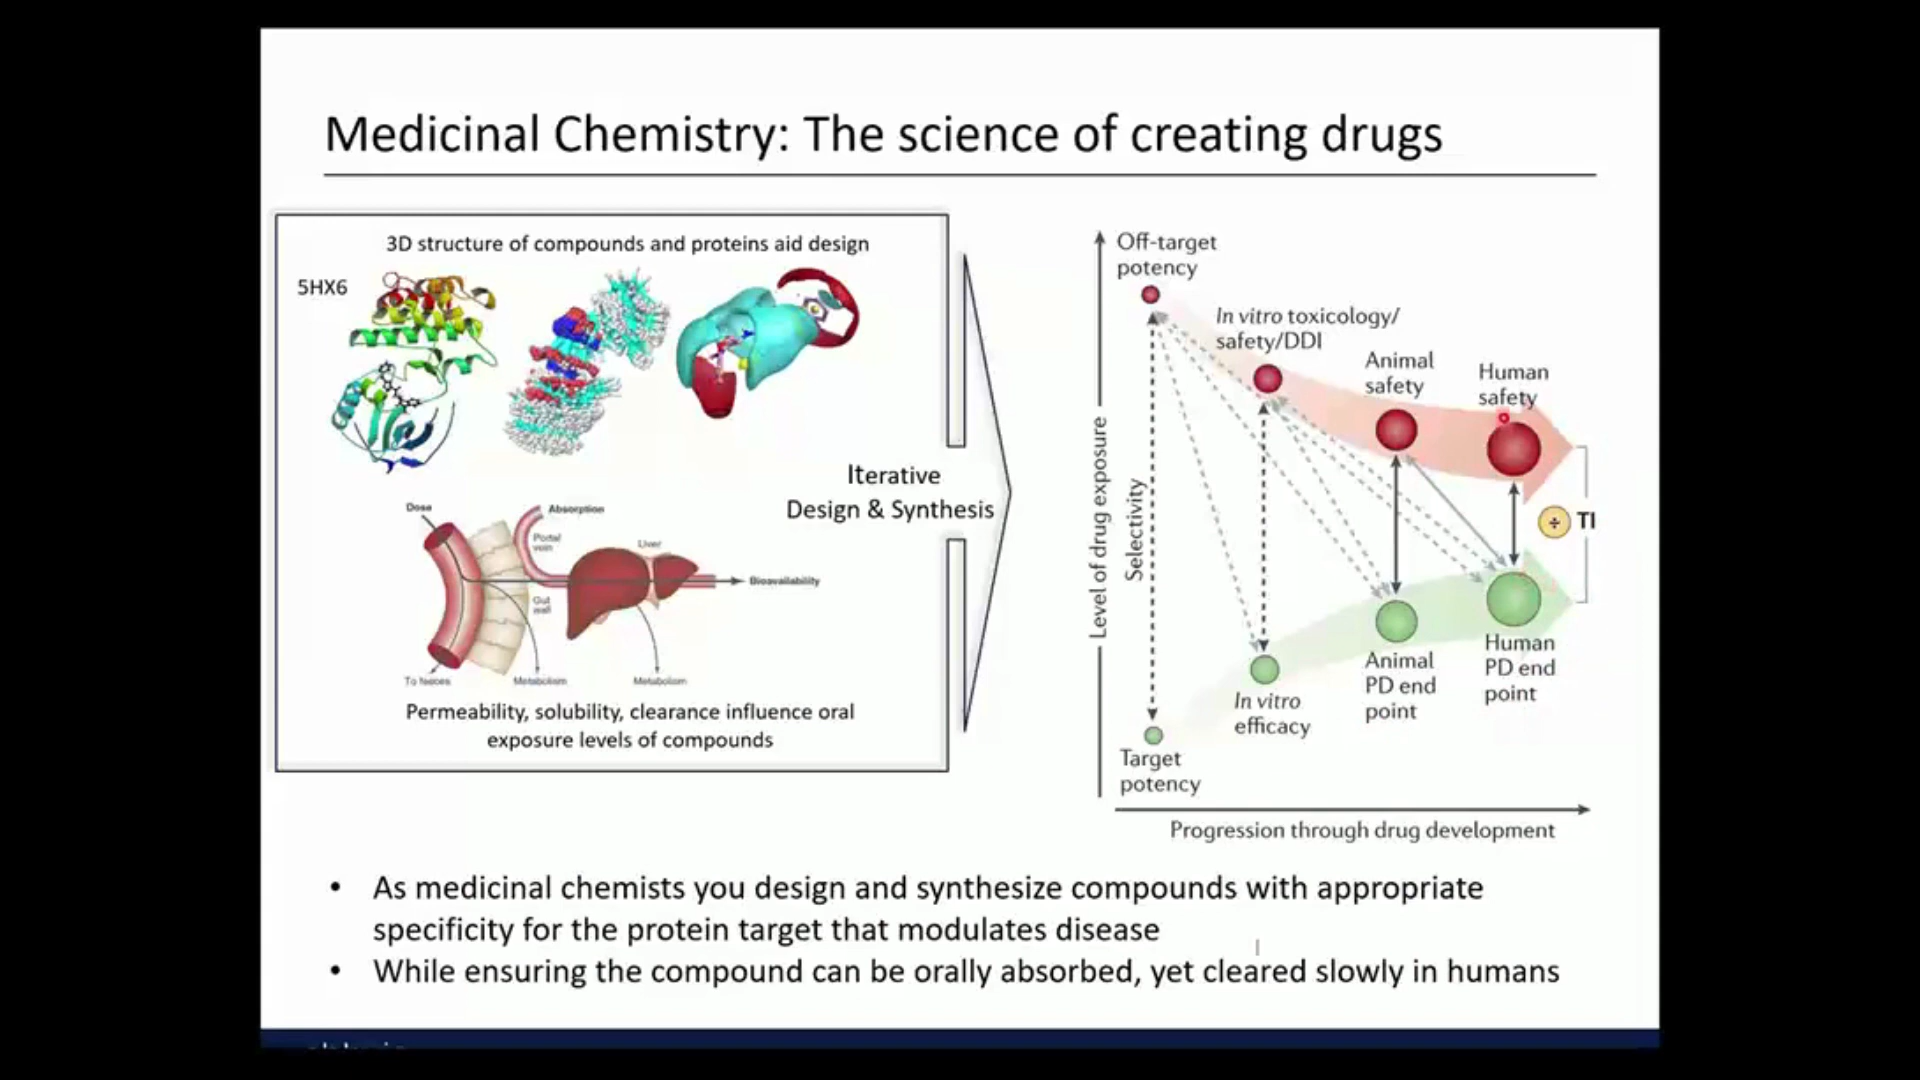 Medicinal Chemistry: The science of creating drugs
3D structure of compounds and proteins aid design
5HX6
Iterative
Design & Synthesis
Dose
Absorption
Portal
vein
Liver
Bioavailability
Gut
wall
To feces
Metabolism
Metabolism
Permeability, solubility, clearance influence oral
exposure levels of compounds
Off-target
potency
In vitro toxicology/
safety/DDI
Animal
safety
Human
safety
Level of drug exposure
Selectivity
÷ TI
In vitro
efficacy
Animal
PD end
point
Human
PD end
point
Target
potency
Progression through drug development
• As medicinal chemists you design and synthesize compounds with appropriate
specificity for the protein target that modulates disease
• While ensuring the compound can be orally absorbed, yet cleared slowly in humans